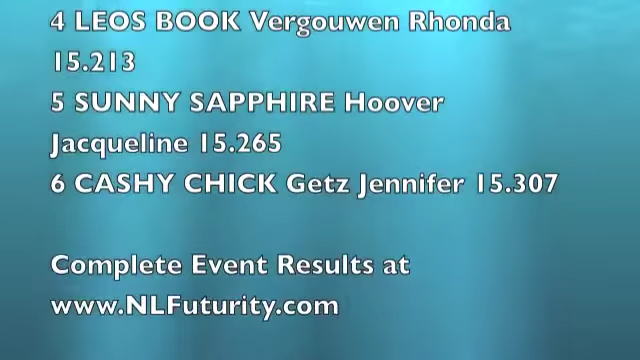 4 LEOS BOOK Vergouwen Rhonda
15.213
5 SUNNY SAPPHIRE Hoover
Jacqueline 15.265
6 CASHY CHICK Getz Jennifer 15.307
Complete Event Results at
www.NLFuturity.com